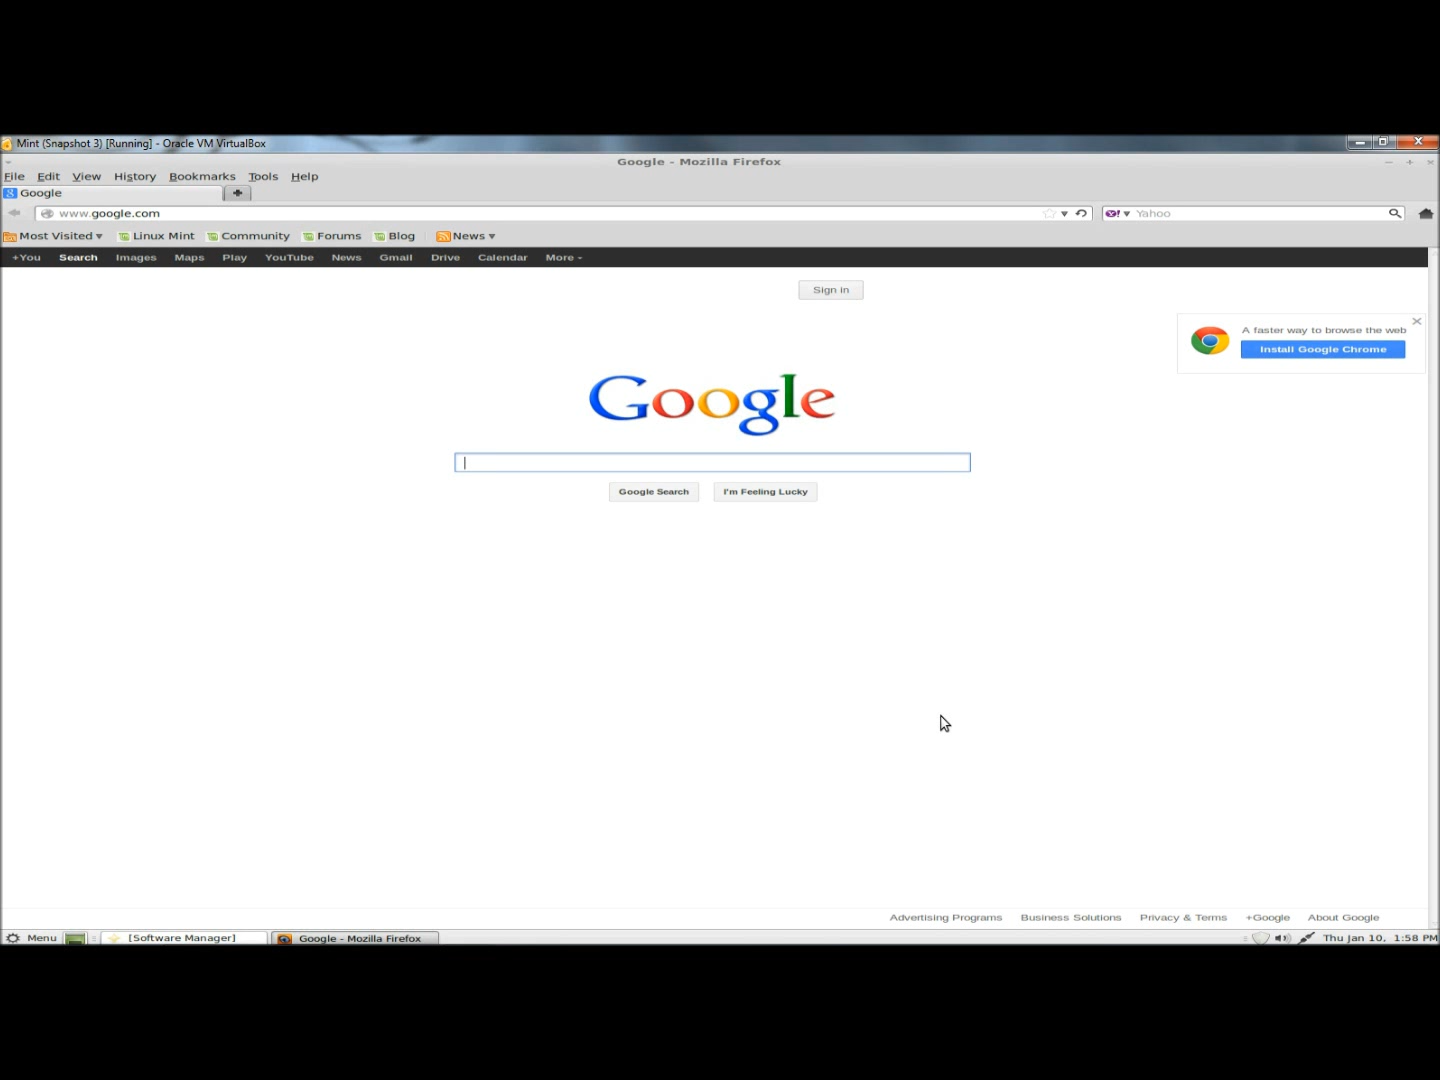 Mint (Snapshot 3) [Running] - Oracle VM VirtualBox
Google - Mozilla Firefox
File Edit View History Bookmarks Tools Help
Google
www.google.com Yahoo
Most Visited Linux Mint Community Forums Blog News
+You Search Images Maps Play YouTube News Gmail Drive Calendar More
Sign in
A faster way to browse the web
Install Google Chrome
Google
Google Search I'm Feeling Lucky
Advertising Programs Business Solutions Privacy & Terms +Google About Google
Menu [Software Manager] Google - Mozilla Firefox Thu Jan 10, 1:58 PM